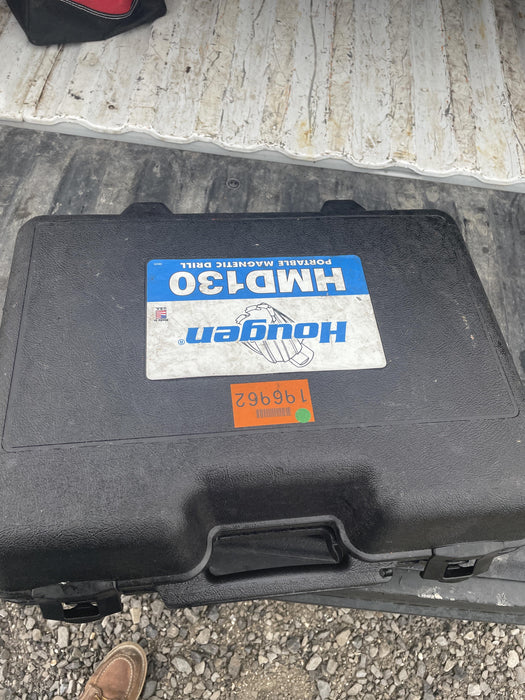 196962
Hougen®
HMD130
PORTABLE MAGNETIC DRILL